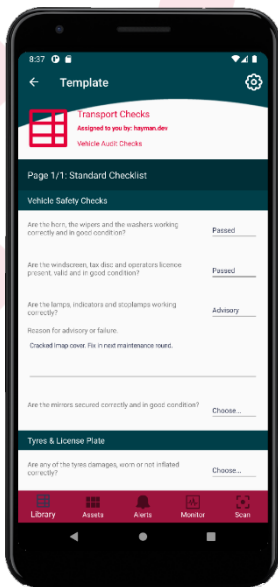 8:37
Template
Transport Checks
Assigned to you by: hayman.dev
Vehicle Audit Checks
Page 1/1: Standard Checklist
Vehicle Safety Checks
Are the horn, the wipers and the washers working
correctly and in good condition?
Passed
Are the windscreen, tax disc and operators licence
present, valid and in good condition?
Passed
Are the lamps, indicators and stoplamps working
correctly?
Advisory
Reason for advisory or failure.
Cracked lmap cover. Fix in next maintenance round.
Are the mirrors secured correctly and in good condition?
Choose...
Tyres & License Plate
Are any of the tyres damages, worn or not inflated
correctly?
Choose...
Library
Assets
Alerts
Monitor
Scan